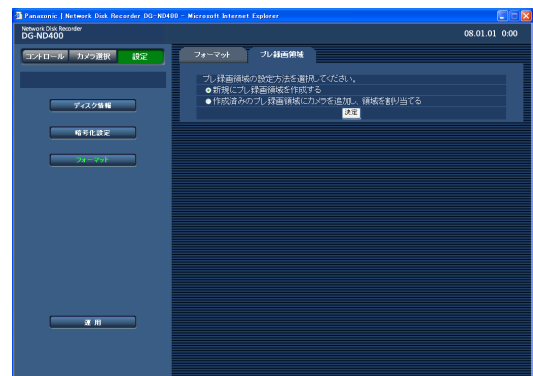 Panasonic | Network Disk Recorder DG-ND400 - Microsoft Internet Explorer
Network Disk Recorder
DG-ND400
08.01.01 0:00
コントロール カメラ選択 設定
フォーマット プレ録画領域
プレ録画領域の設定方法を選択してください。
新規にプレ録画領域を作成する
作成済みのプレ録画領域にカメラを追加し、領域を割り当てる
決定
ディスク情報
暗号化設定
フォーマット
運用